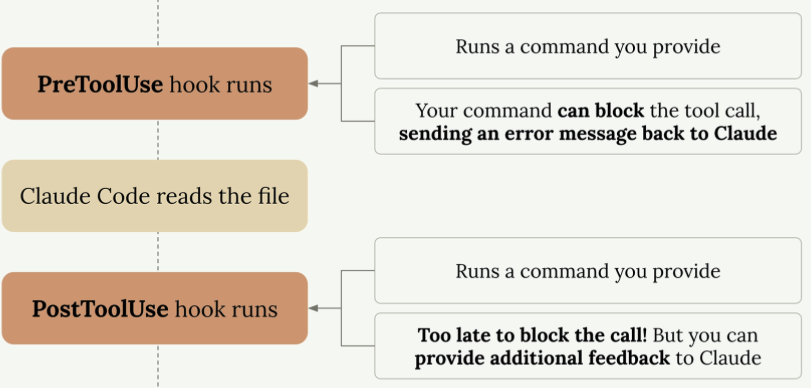 Runs a command you provide
PreToolUse hook runs
Your command can block the tool call,
sending an error message back to Claude
Claude Code reads the file
Runs a command you provide
PostToolUse hook runs
Too late to block the call! But you can
provide additional feedback to Claude